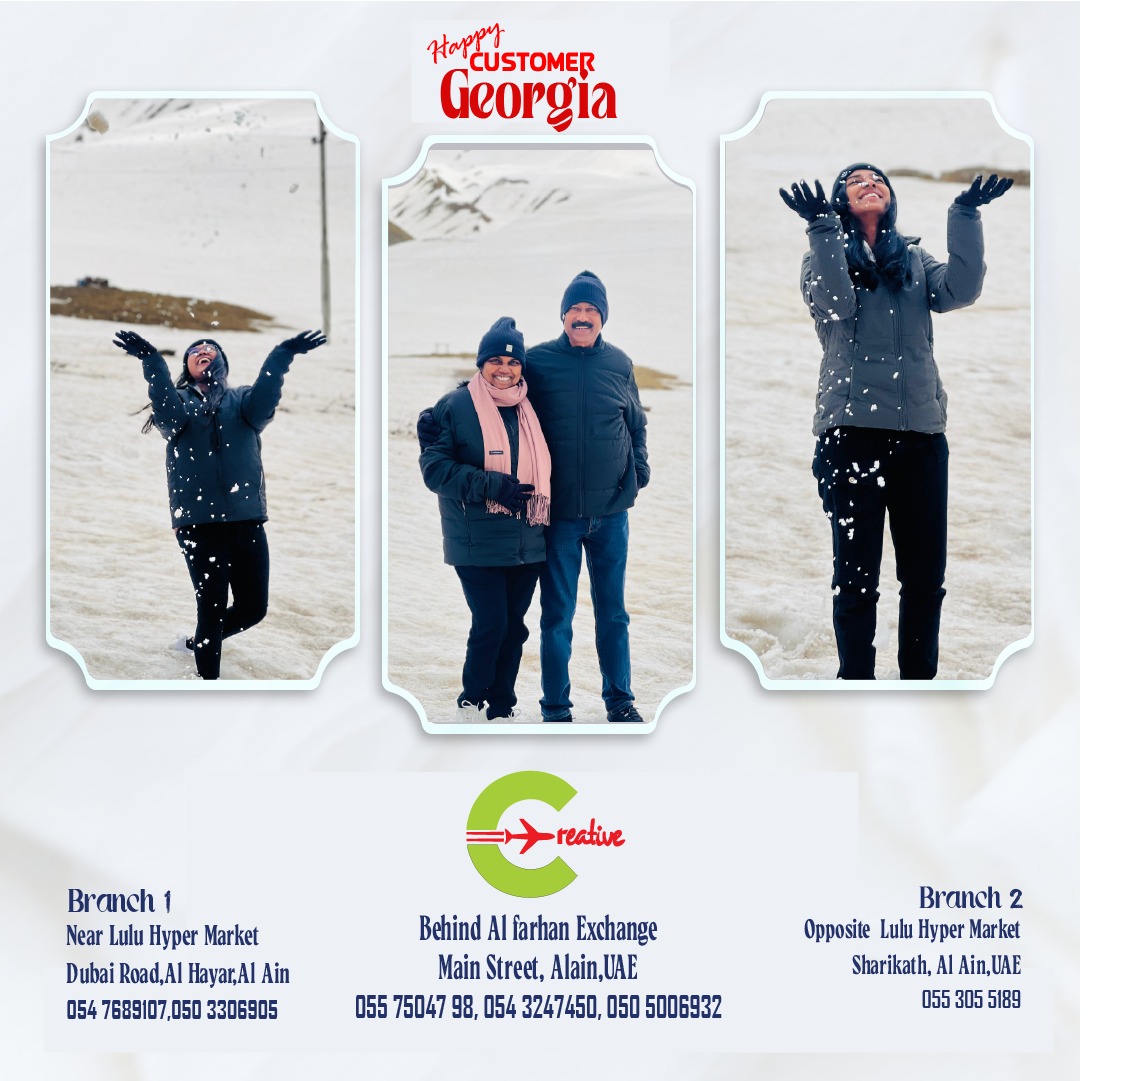 Happy
CUSTOMER
Georgia
Creative
Branch 1
Near Lulu Hyper Market
Dubai Road,Al Hayar,Al Ain
054 7689107,050 3306905
Behind Al farhan Exchange
Main Street, Alain,UAE
055 75047 98, 054 3247450, 050 5006932
Branch 2
Opposite Lulu Hyper Market
Sharikath, Al Ain,UAE
055 305 5189